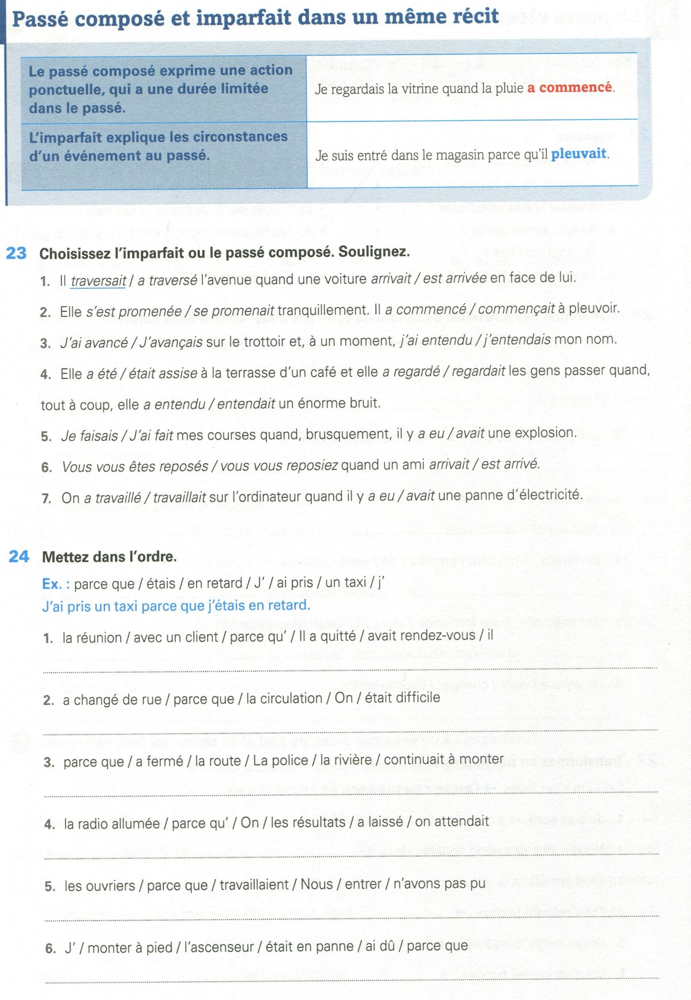 Passé composé et imparfait dans un même récit
Le passé composé exprime une action
ponctuelle, qui a une durée limitée
dans le passé.
Je regardais la vitrine quand la pluie a commencé.
L'imparfait explique les circonstances
d'un événement au passé.
Je suis entré dans le magasin parce qu'il pleuvait.
23 Choisissez l'imparfait ou le passé composé. Soulignez.
1. Il traversait / a traversé l'avenue quand une voiture arrivait / est arrivée en face de lui.
2. Elle s'est promenée / se promenait tranquillement. Il a commencé / commençait à pleuvoir.
3. J'ai avancé / J'avançais sur le trottoir et, à un moment, j'ai entendu / j'entendais mon nom.
4. Elle a été / était assise à la terrasse d'un café et elle a regardé / regardait les gens passer quand,
tout à coup, elle a entendu / entendait un énorme bruit.
5. Je faisais / J'ai fait mes courses quand, brusquement, il y a eu / avait une explosion.
6. Vous vous êtes reposés / vous vous reposiez quand un ami arrivait / est arrivé.
7. On a travaillé / travaillait sur l'ordinateur quand il y a eu / avait une panne d'électricité.
24 Mettez dans l'ordre.
Ex. : parce que / étais / en retard / J' / ai pris / un taxi / j'
J'ai pris un taxi parce que j'étais en retard.
1. la réunion / avec un client / parce qu' / Il a quitté / avait rendez-vous / il
2. a changé de rue / parce que / la circulation / On / était difficile
3. parce que / a fermé / la route / La police / la rivière / continuait à monter
4. la radio allumée / parce qu' / On / les résultats / a laissé / on attendait
5. les ouvriers / parce que / travaillaient / Nous / entrer / n'avons pas pu
6. J' / monter à pied / l'ascenseur / était en panne / ai dû / parce que